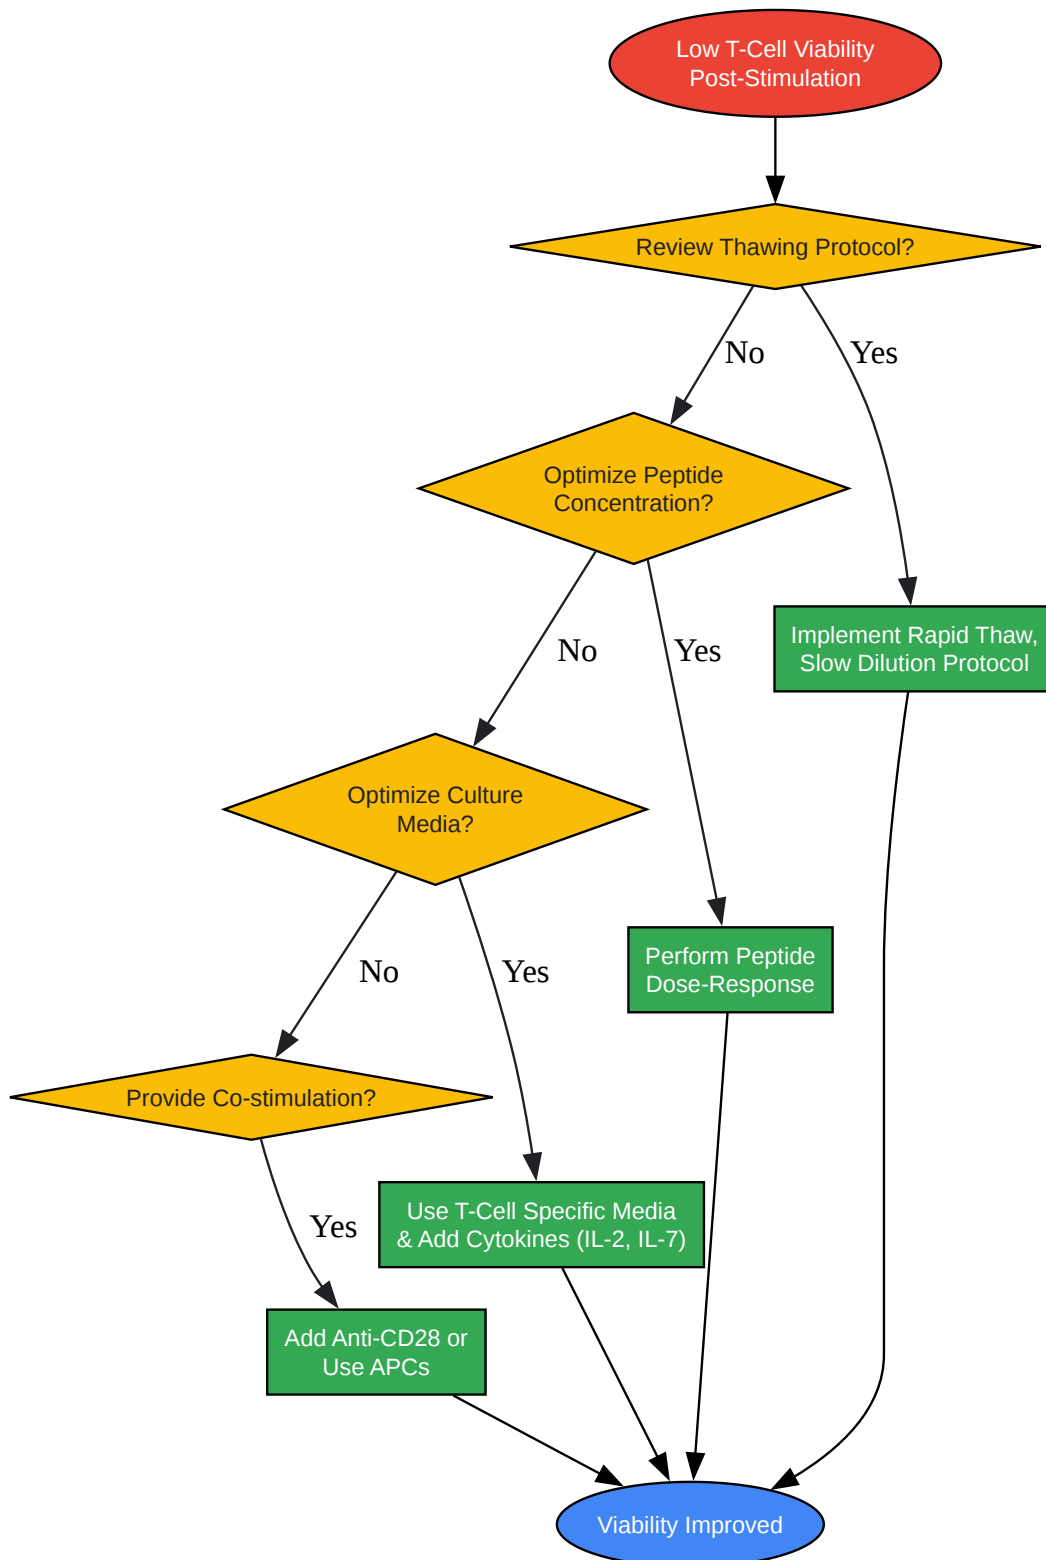 Low T-Cell Viability
Post-Stimulation
Review Thawing Protocol?
No
Yes
Optimize Peptide
Concentration?
Implement Rapid Thaw,
Slow Dilution Protocol
No
Yes
Optimize Culture
Media?
Perform Peptide
Dose-Response
No
Yes
Provide Co-stimulation?
Use T-Cell Specific Media
& Add Cytokines (IL-2, IL-7)
Yes
Add Anti-CD28 or
Use APCs
Viability Improved